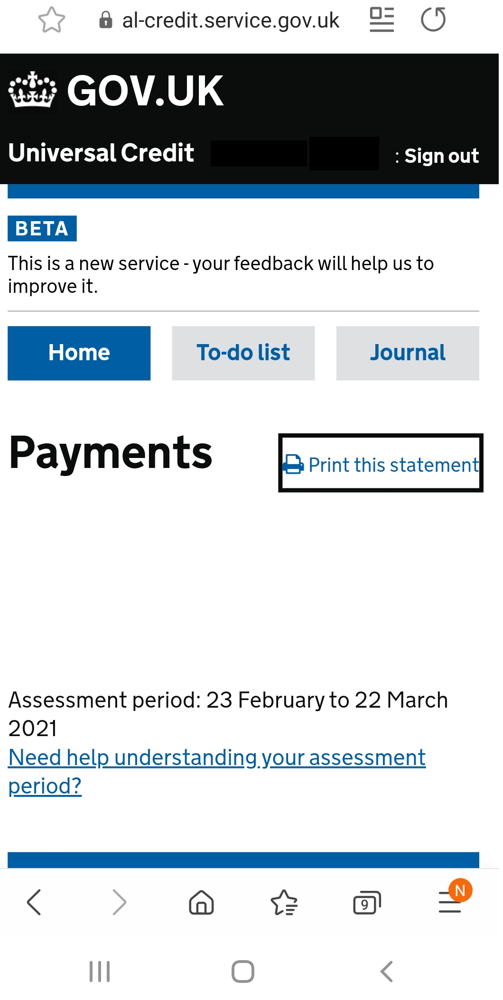 al-credit.service.gov.uk
GOV.UK
Universal Credit : Sign out
BETA
This is a new service - your feedback will help us to
improve it.
Home To-do list Journal
Payments Print this statement
Assessment period: 23 February to 22 March
2021
Need help understanding your assessment
period?
9 N